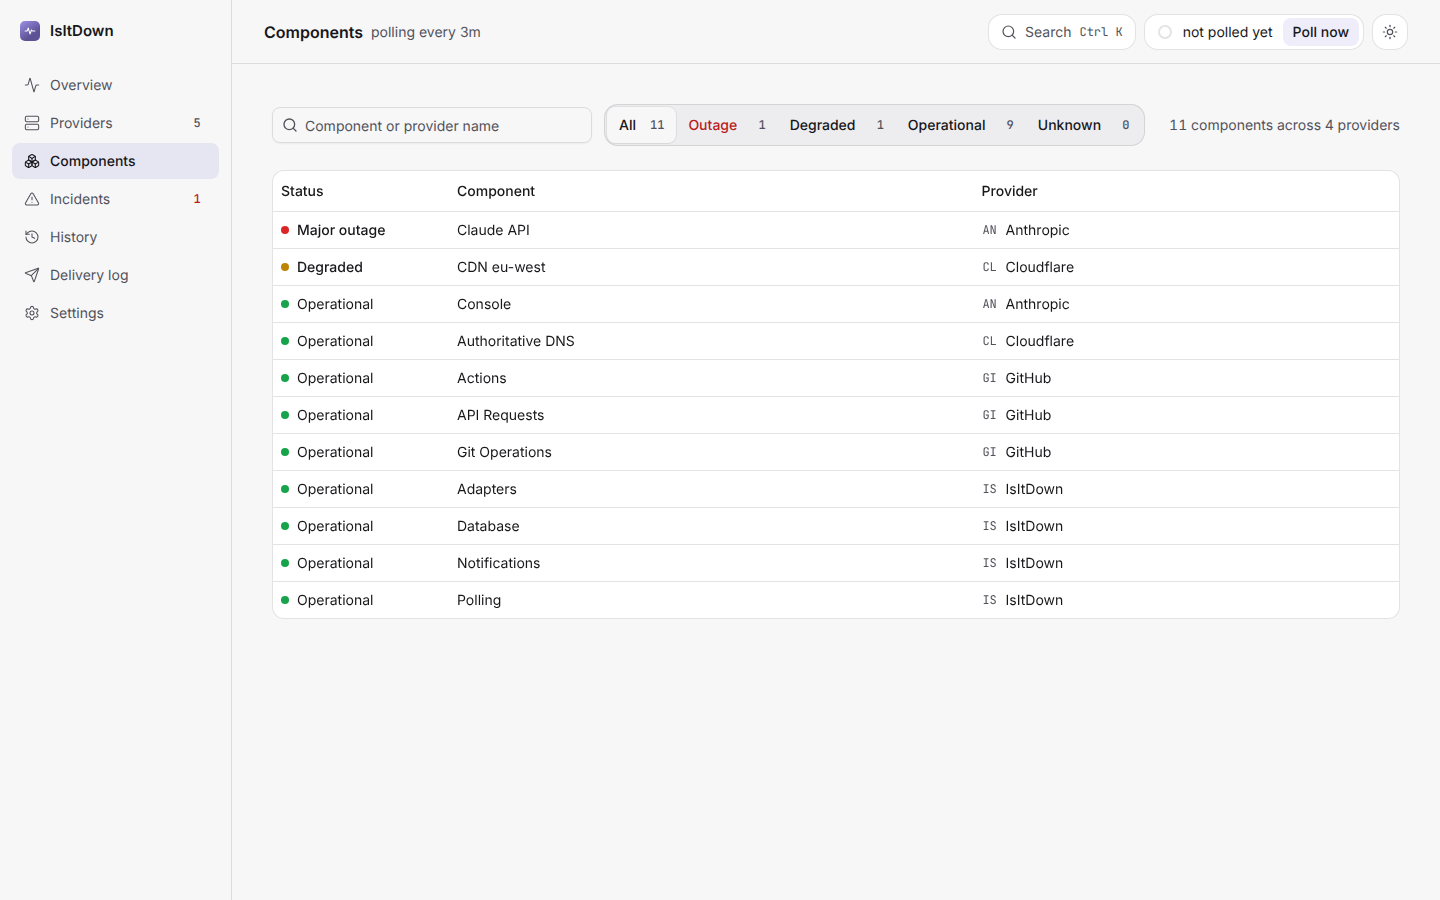 IsItDown
Overview
Providers 5
Components
Incidents 1
History
Delivery log
Settings
Components polling every 3m
Search Ctrl K
not polled yet Poll now
Component or provider name
All 11 Outage 1 Degraded 1 Operational 9 Unknown 0
11 components across 4 providers
Status Component Provider
Major outage Claude API AN Anthropic
Degraded CDN eu-west CL Cloudflare
Operational Console AN Anthropic
Operational Authoritative DNS CL Cloudflare
Operational Actions GI GitHub
Operational API Requests GI GitHub
Operational Git Operations GI GitHub
Operational Adapters IS IsItDown
Operational Database IS IsItDown
Operational Notifications IS IsItDown
Operational Polling IS IsItDown